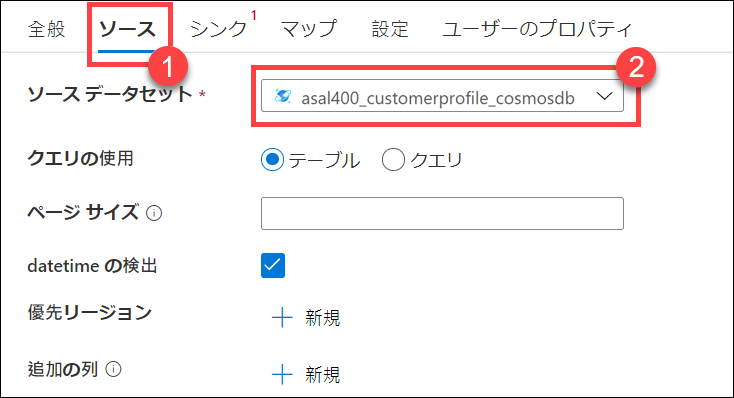 全般 ソース シンク 1 マップ 設定 ユーザーのプロパティ
1
2
ソース データセット * asal400_customerprofile_cosmosdb
クエリの使用 テーブル クエリ
ページ サイズ
datetime の検出
優先リージョン 新規
追加の列 新規